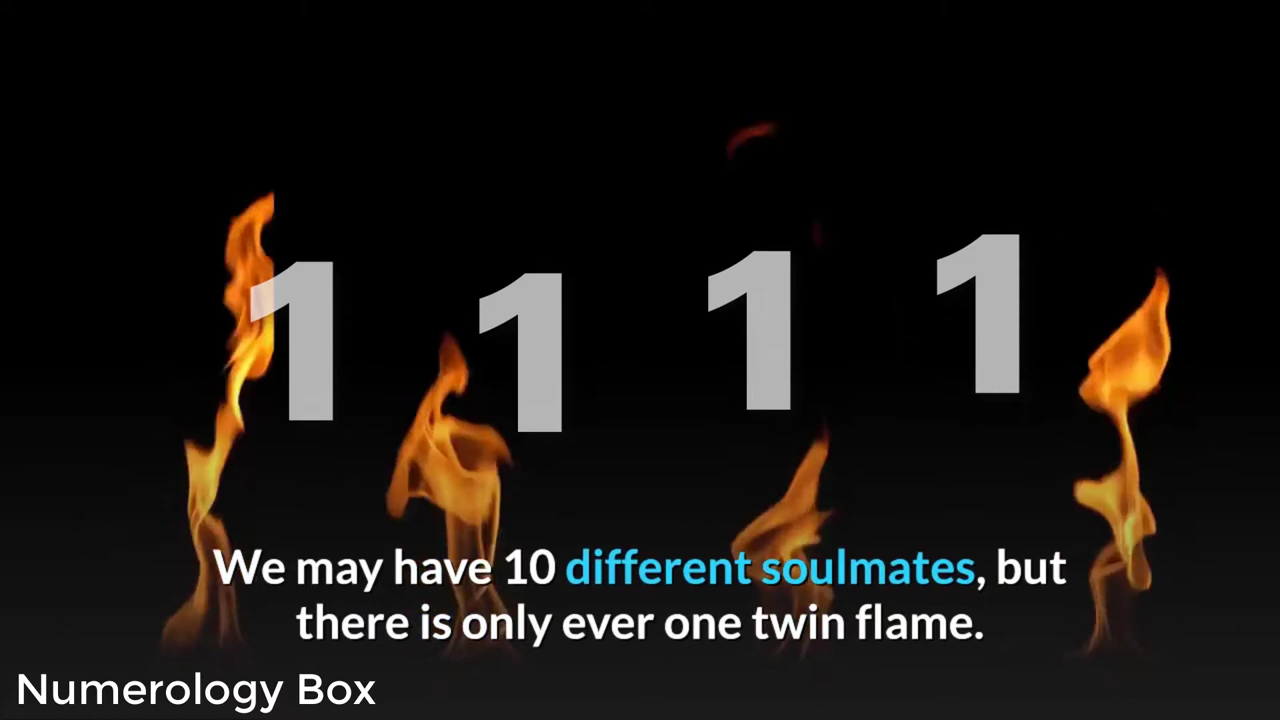 1 1 1 1
We may have 10 different soulmates, but
there is only ever one twin flame.
Numerology Box